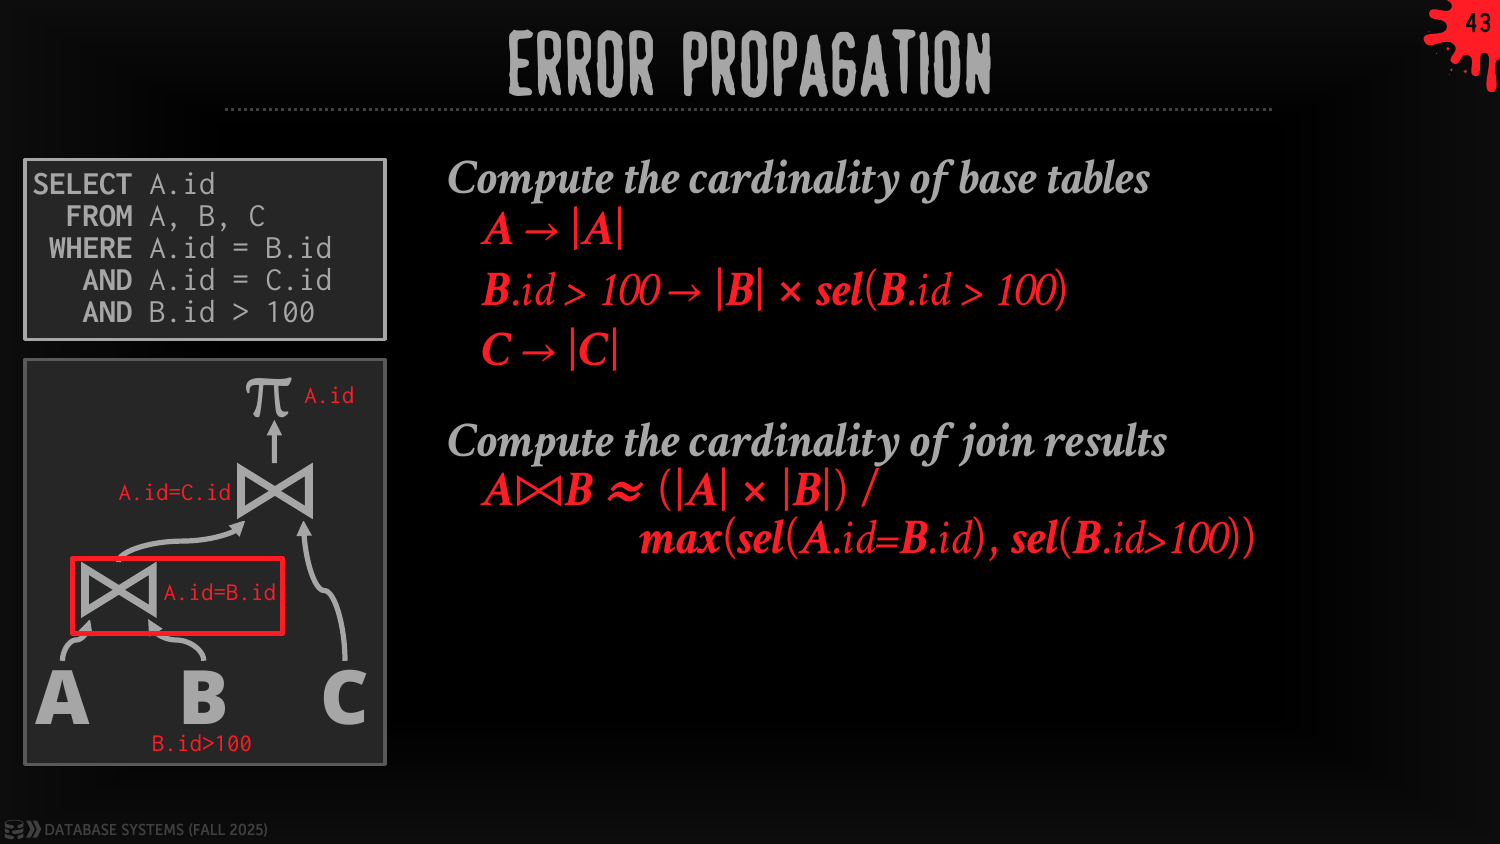 43
ERROR PROPAGATION
SELECT A.id
FROM A, B, C
WHERE A.id = B.id
AND A.id = C.id
AND B.id > 100
Compute the cardinality of base tables
A → |A|
B.id > 100 → |B| × sel(B.id > 100)
C → |C|
Compute the cardinality of join results
A⋈B ≈ (|A| × |B|) /
max(sel(A.id=B.id), sel(B.id>100))
π A.id
A.id=C.id
A.id=B.id
A B C
B.id>100
DATABASE SYSTEMS (FALL 2025)